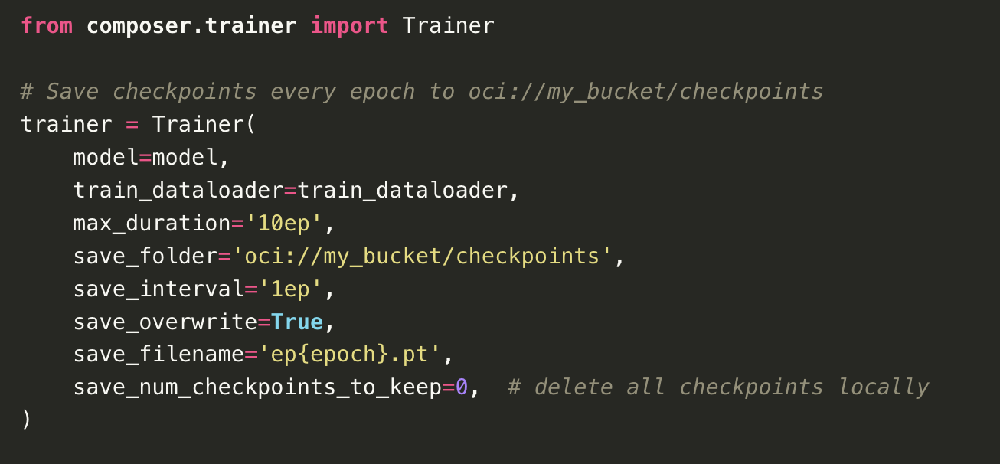 from composer.trainer import Trainer

# Save checkpoints every epoch to oci://my_bucket/checkpoints
trainer = Trainer(
    model=model,
    train_dataloader=train_dataloader,
    max_duration='10ep',
    save_folder='oci://my_bucket/checkpoints',
    save_interval='1ep',
    save_overwrite=True,
    save_filename='ep{epoch}.pt',
    save_num_checkpoints_to_keep=0,  # delete all checkpoints locally
)